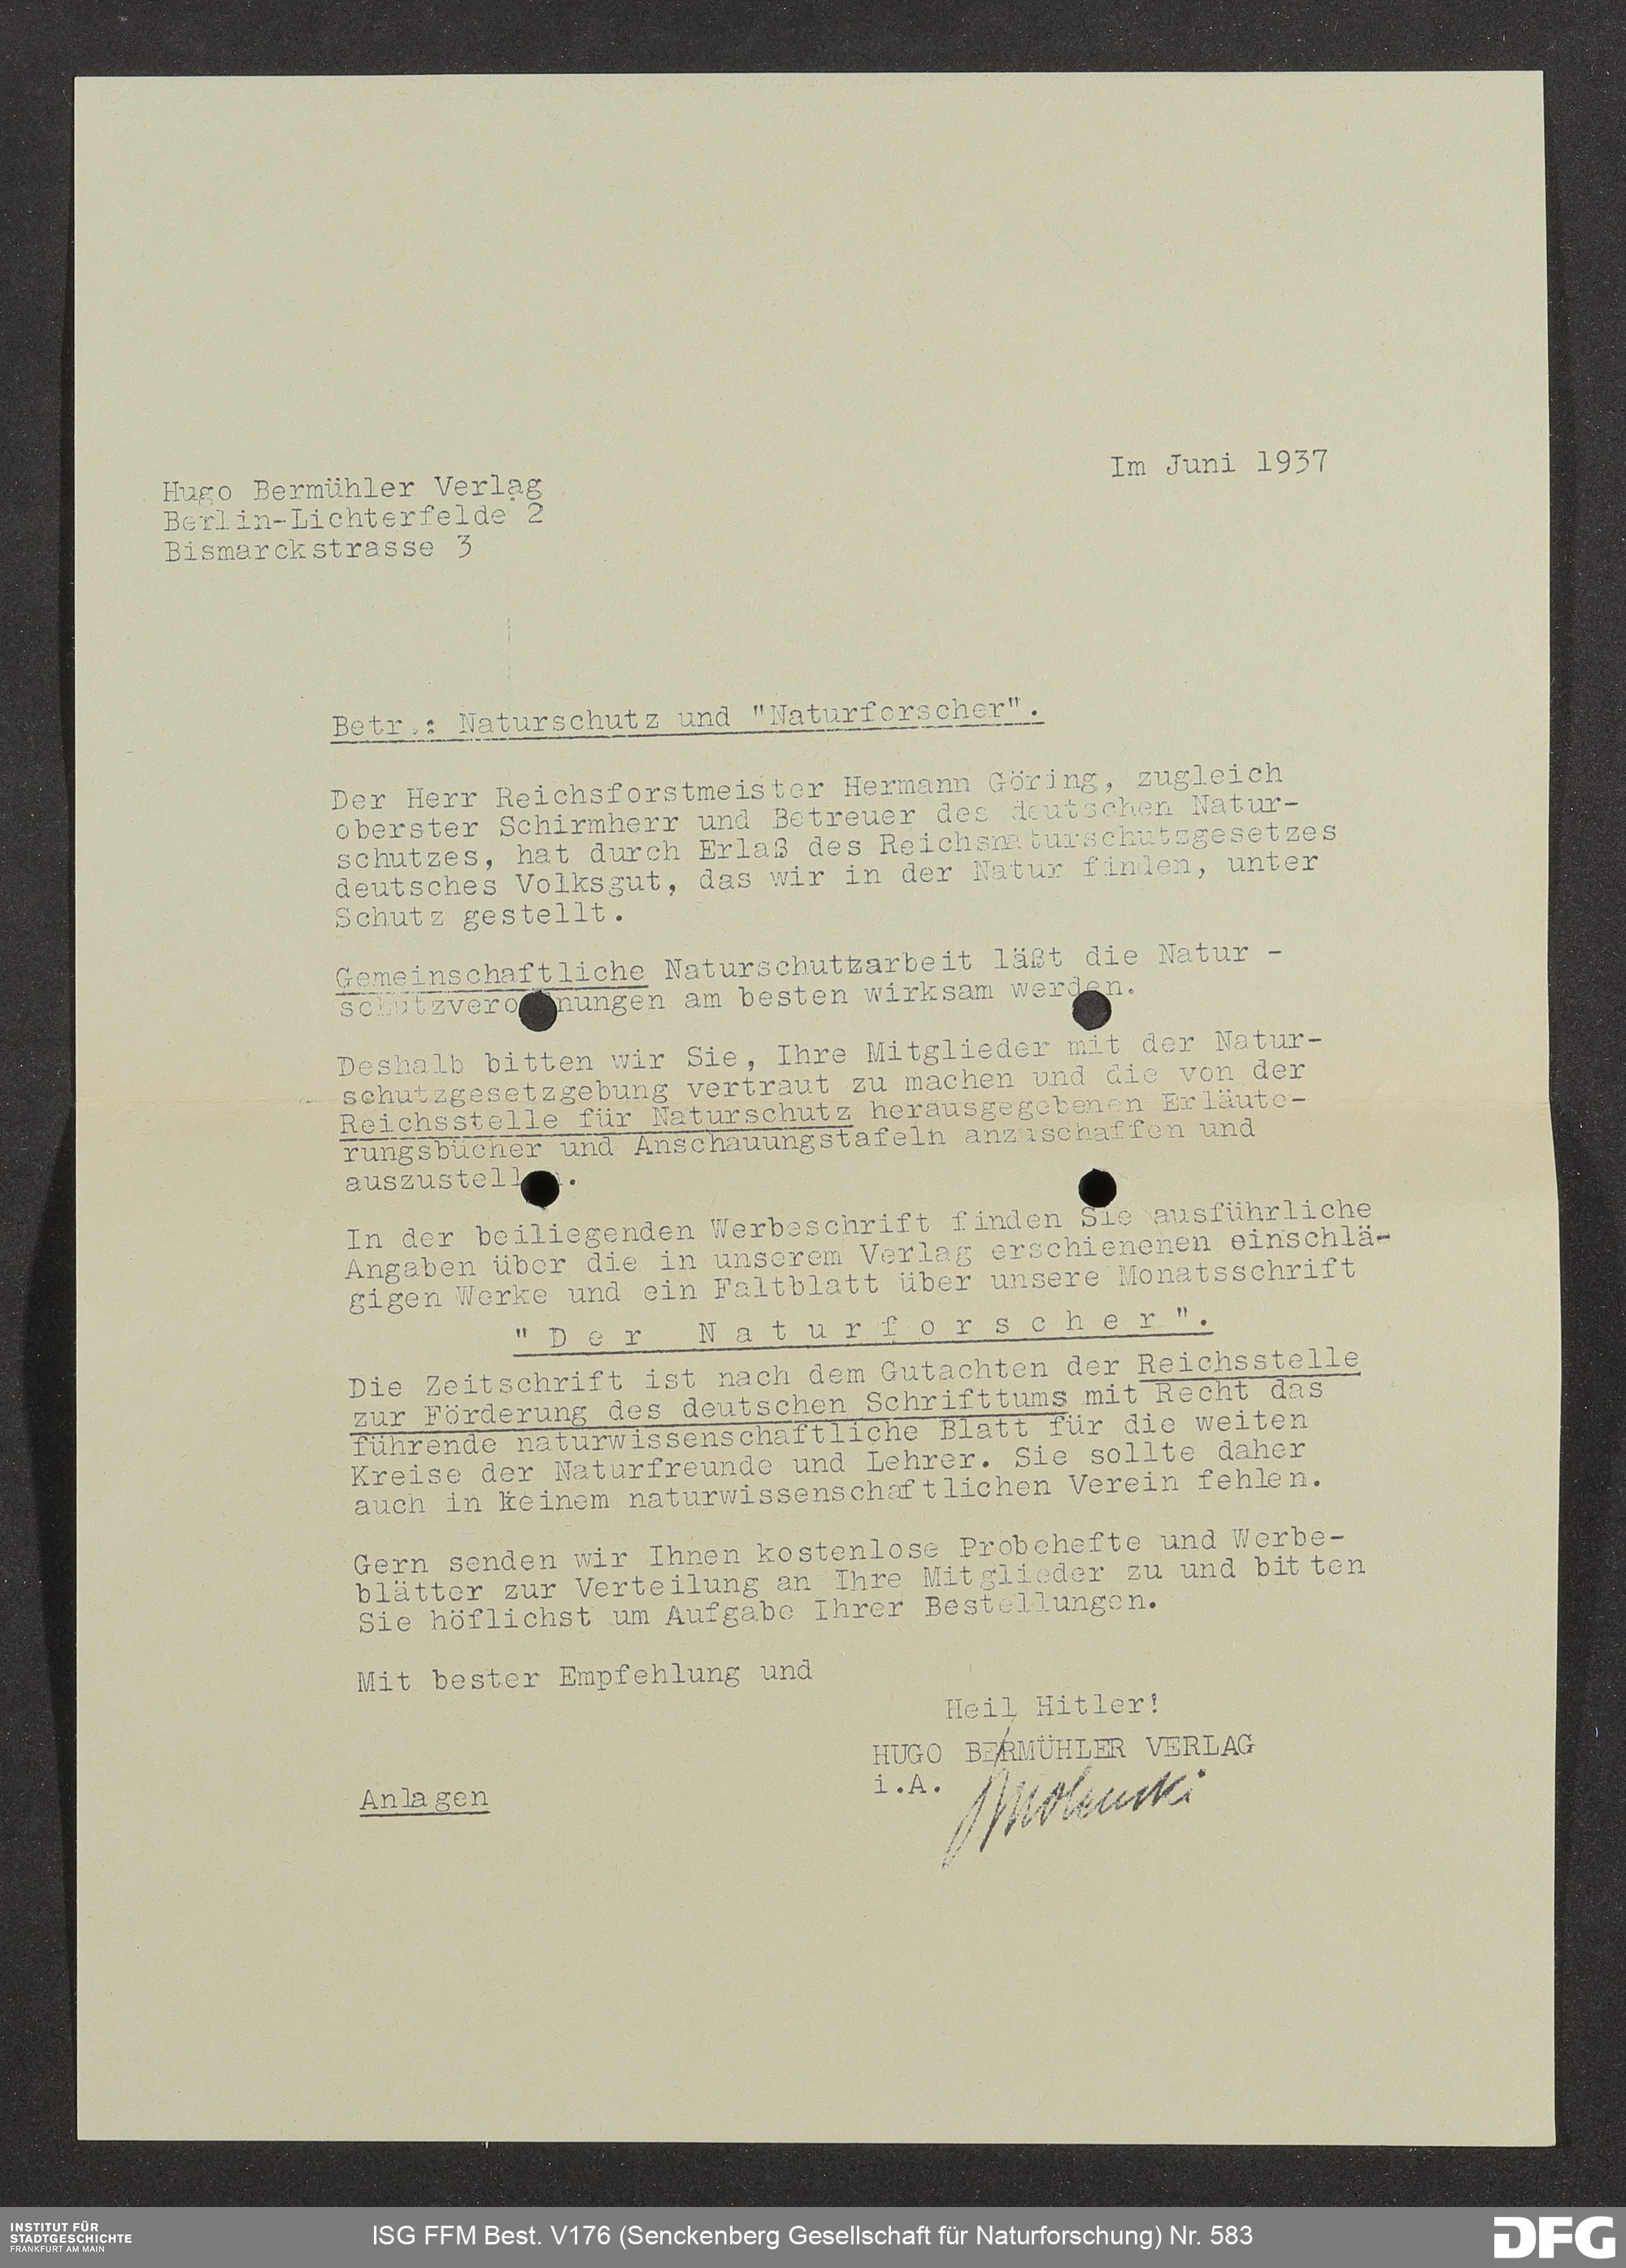 Im Juni 1937
Hugo Bermühler Verlag
Berlin-Lichterfelde 2
Bismarckstrasse 3
Betr.: Naturschutz und "Naturforscher".
Der Herr Reichsforstmeister Hermann Göring, zugleich
oberster Schirmherr und Betreuer des deutschen Natur-
schutzes, hat durch Erlaß des Reichsnaturschutzgesetzes
deutsches Volksgut, das wir in der Natur finden, unter
Schutz gestellt.
Gemeinschaftliche Naturschutzarbeit läßt die Natur -
schutzverordnungen am besten wirksam werden.
Deshalb bitten wir Sie, Ihre Mitglieder mit der Natur-
schutzgesetzgebung vertraut zu machen und die von der
Reichsstelle für Naturschutz herausgegebenen Erläute-
rungsbücher und Anschauungstafeln anzuschaffen und
auszustellen.
In der beiliegenden Werbeschrift finden Sie ausführliche
Angaben über die in unserem Verlag erschienenen einschlä-
gigen Werke und ein Faltblatt über unsere Monatsschrift
"D e r N a t u r f o r s c h e r".
Die Zeitschrift ist nach dem Gutachten der Reichsstelle
zur Förderung des deutschen Schrifttums mit Recht das
führende naturwissenschaftliche Blatt für die weiten
Kreise der Naturfreunde und Lehrer. Sie sollte daher
auch in keinem naturwissenschaftlichen Verein fehlen.
Gern senden wir Ihnen kostenlose Probehefte und Werbe-
blätter zur Verteilung an Ihre Mitglieder zu und bitten
Sie höflichst um Aufgabe Ihrer Bestellungen.
Mit bester Empfehlung und
Heil Hitler!
HUGO BERMÜHLER VERLAG
i.A.
Anlagen
INSTITUT FÜR
STADTGESCHICHTE
FRANKFURT AM MAIN
ISG FFM Best. V176 (Senckenberg Gesellschaft für Naturforschung) Nr. 583
DFG